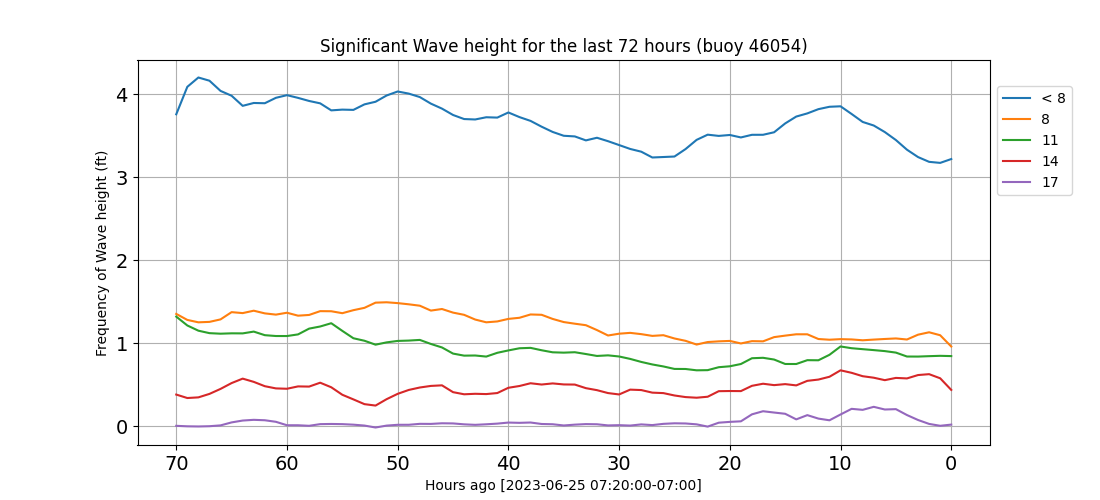 Significant Wave height for the last 72 hours (buoy 46054)
Frequency of Wave height (ft)
4
3
2
1
0
70 60 50 40 30 20 10 0
Hours ago [2023-06-25 07:20:00-07:00]
< 8
8
11
14
17